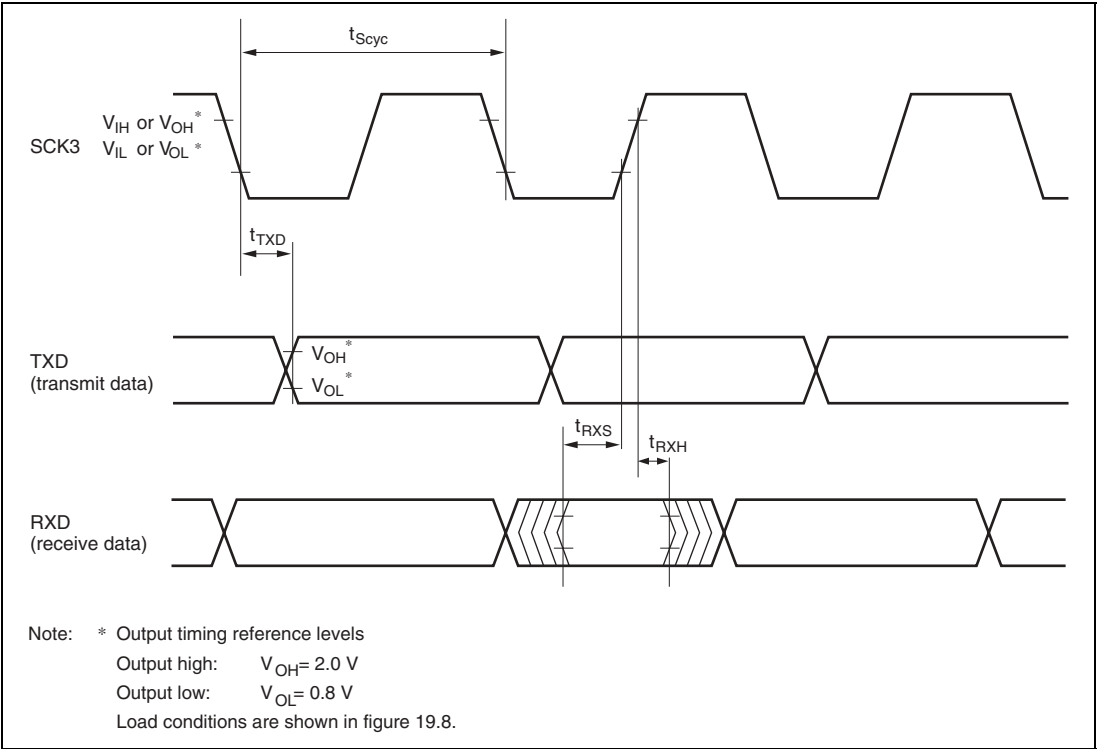 tScyc
VIH or VOH*
SCK3 VIL or VOL*
tTXD
TXD
(transmit data)
VOH*
VOL*
tRXS
tRXH
RXD
(receive data)
Note: * Output timing reference levels
Output high: VOH= 2.0 V
Output low: VOL= 0.8 V
Load conditions are shown in figure 19.8.